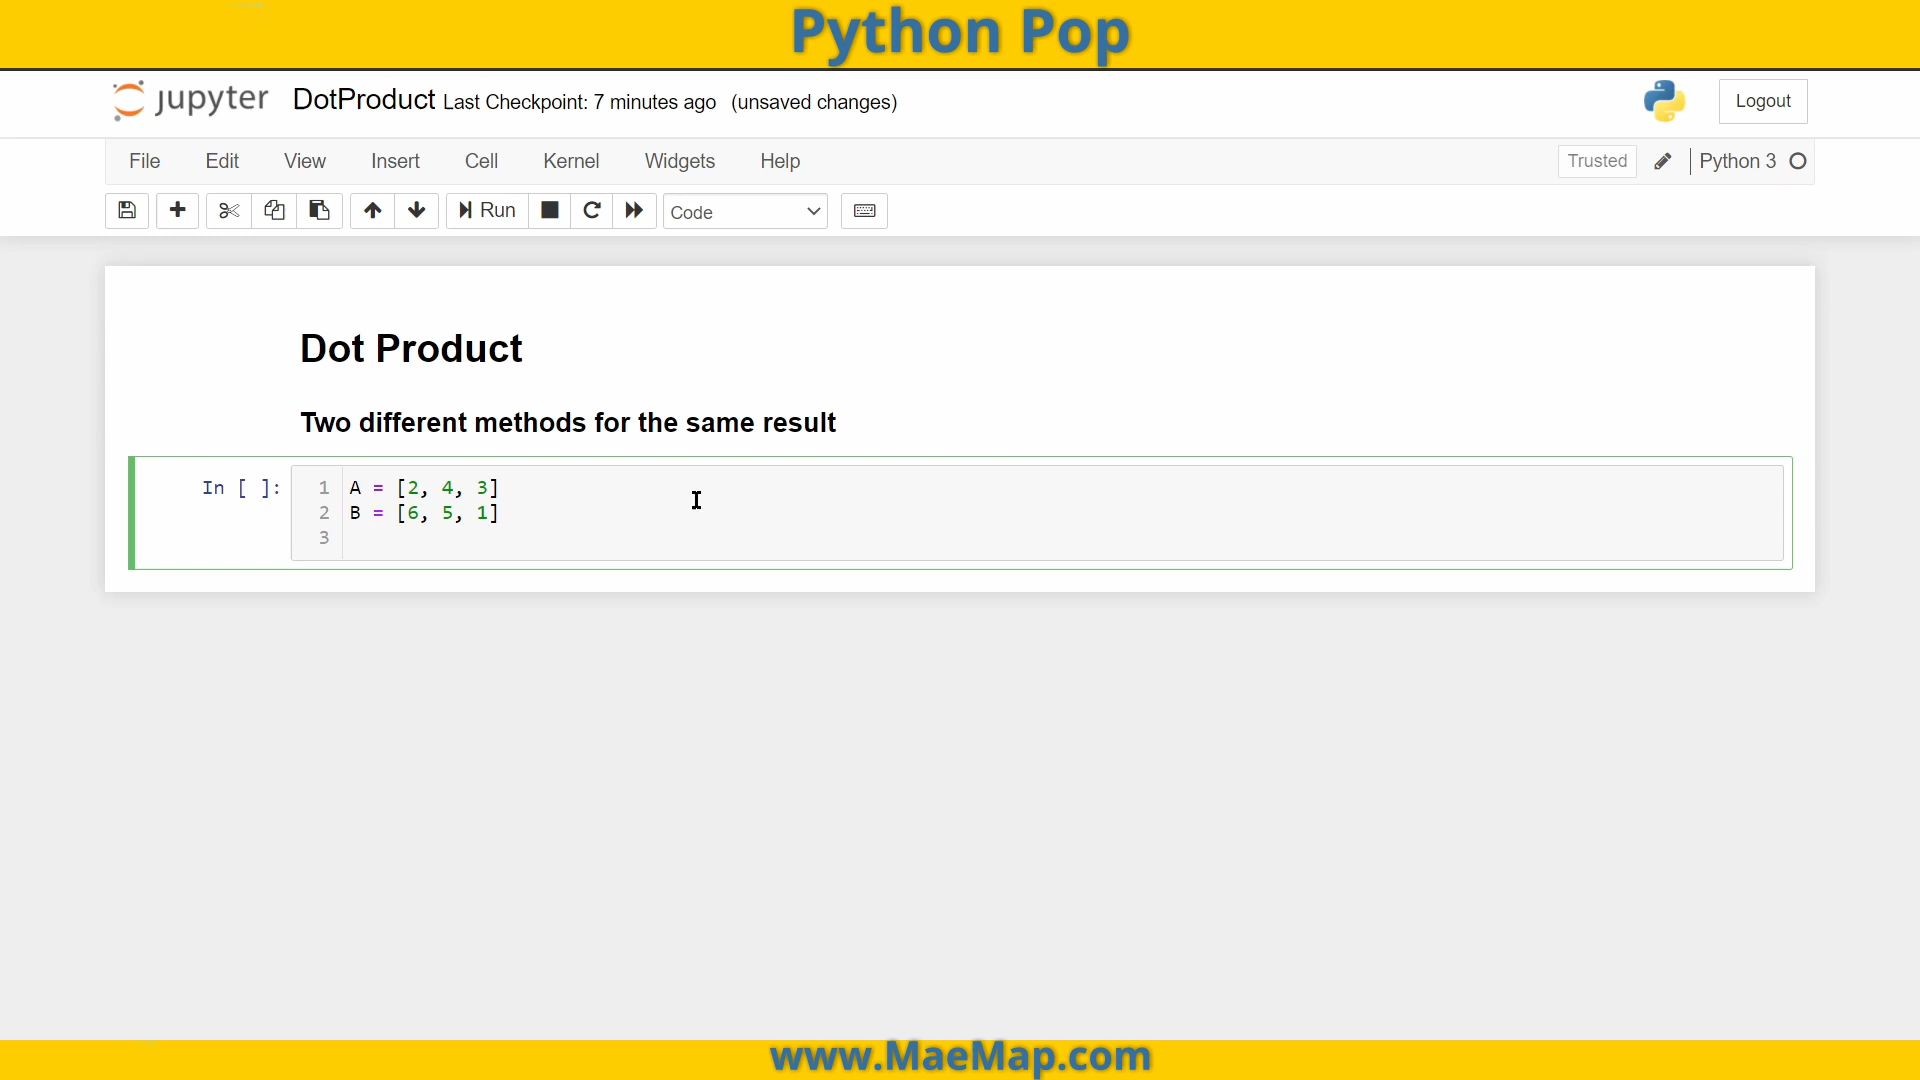 Python Pop
jupyter DotProduct Last Checkpoint: 7 minutes ago (unsaved changes) Logout
File Edit View Insert Cell Kernel Widgets Help Trusted Python 3
Run Code
Dot Product
Two different methods for the same result
In [ ]: 1 A = [2, 4, 3]
2 B = [6, 5, 1]
3
www.MaeMap.com